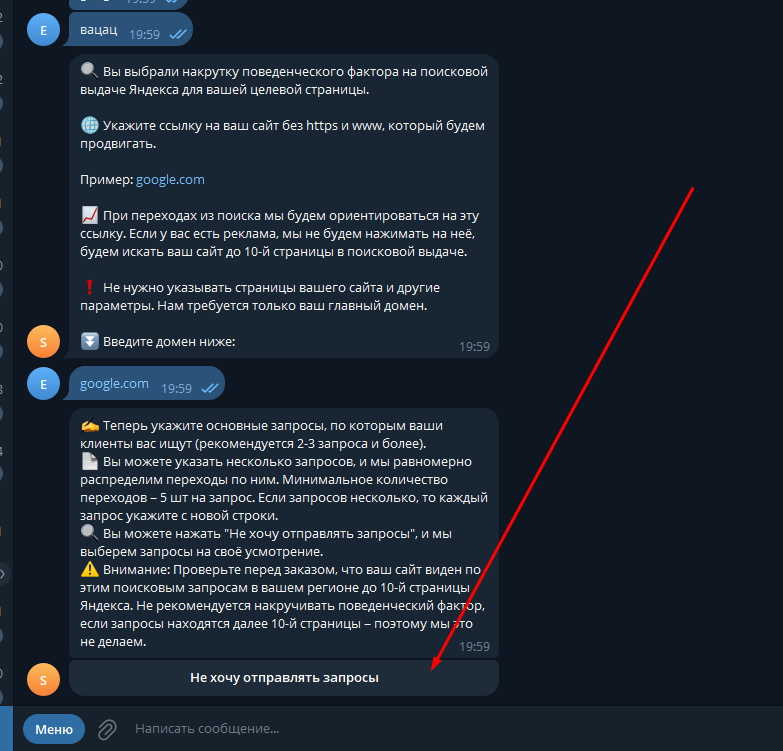 19:59
E
вацац 19:59
🔍 Вы выбрали накрутку поведенческого фактора на поисковой
выдаче Яндекса для вашей целевой страницы.
🌐 Укажите ссылку на ваш сайт без https и www, который будем
продвигать.
Пример: google.com
📈 При переходах из поиска мы будем ориентироваться на эту
ссылку. Если у вас есть реклама, мы не будем нажимать на неё,
будем искать ваш сайт до 10-й страницы в поисковой выдаче.
❗ Не нужно указывать страницы вашего сайта и другие
параметры. Нам требуется только ваш главный домен.
⏬ Введите домен ниже:
19:59
S
E
google.com 19:59
✍ Теперь укажите основные запросы, по которым ваши
клиенты вас ищут (рекомендуется 2-3 запроса и более).
📄 Вы можете указать несколько запросов, и мы равномерно
распределим переходы по ним. Минимальное количество
переходов – 5 шт на запрос. Если запросов несколько, то каждый
запрос укажите с новой строки.
🔍 Вы можете нажать "Не хочу отправлять запросы", и мы
выберем запросы на своё усмотрение.
⚠ Внимание: Проверьте перед заказом, что ваш сайт виден по
этим поисковым запросам в вашем регионе до 10-й страницы
Яндекса. Не рекомендуется накручивать поведенческий фактор,
если запросы находятся далее 10-й страницы – поэтому мы это
не делаем.
19:59
S
Не хочу отправлять запросы
Меню
Написать сообщение...